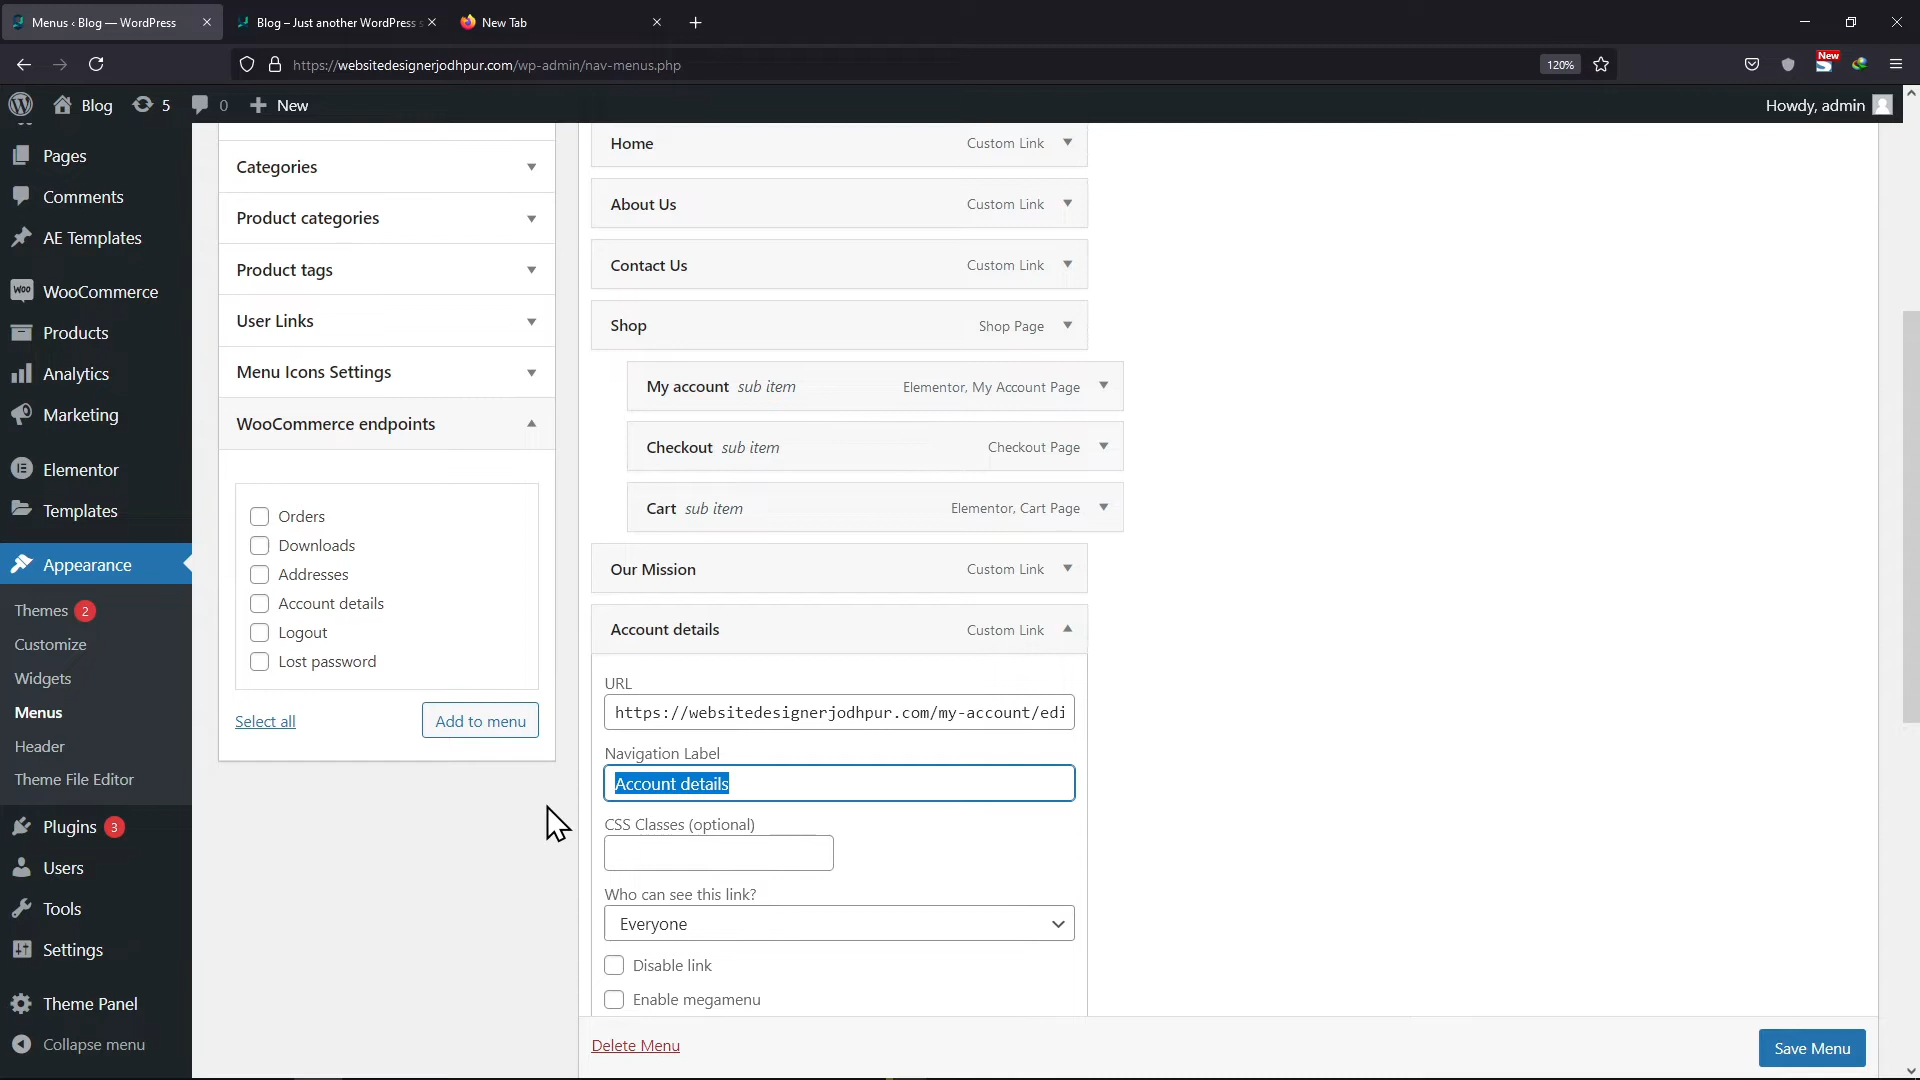 Menus ‹ Blog — WordPress
Blog – Just another WordPress s
New Tab
https://websitedesignerjodhpur.com/wp-admin/nav-menus.php
120%
New
Blog
5
0
New
Howdy, admin
Pages
Comments
AE Templates
WooCommerce
Products
Analytics
Marketing
Elementor
Templates
Appearance
Themes 2
Customize
Widgets
Menus
Header
Theme File Editor
Plugins 3
Users
Tools
Settings
Theme Panel
Collapse menu
Categories
Product categories
Product tags
User Links
Menu Icons Settings
WooCommerce endpoints
Orders
Downloads
Addresses
Account details
Logout
Lost password
Select all
Add to menu
Home Custom Link
About Us Custom Link
Contact Us Custom Link
Shop Shop Page
My account sub item Elementor, My Account Page
Checkout sub item Checkout Page
Cart sub item Elementor, Cart Page
Our Mission Custom Link
Account details Custom Link
URL
https://websitedesignerjodhpur.com/my-account/edi
Navigation Label
Account details
CSS Classes (optional)
Who can see this link?
Everyone
Disable link
Enable megamenu
Delete Menu
Save Menu